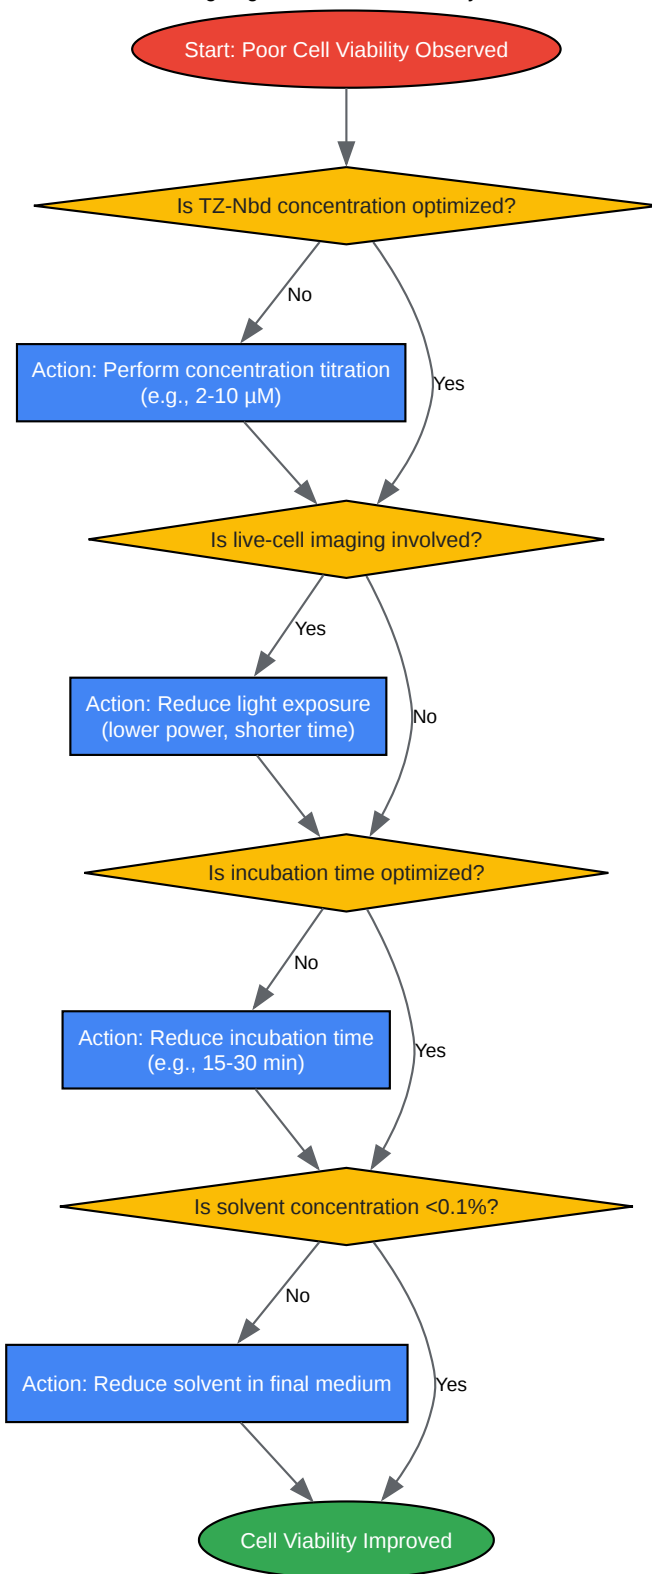 Start: Poor Cell Viability Observed
Is TZ-Nbd concentration optimized?
No
Action: Perform concentration titration
(e.g., 2-10 µM)
Yes
Is live-cell imaging involved?
Yes
Action: Reduce light exposure
(lower power, shorter time)
No
Is incubation time optimized?
No
Action: Reduce incubation time
(e.g., 15-30 min)
Yes
Is solvent concentration <0.1%?
No
Action: Reduce solvent in final medium
Yes
Cell Viability Improved